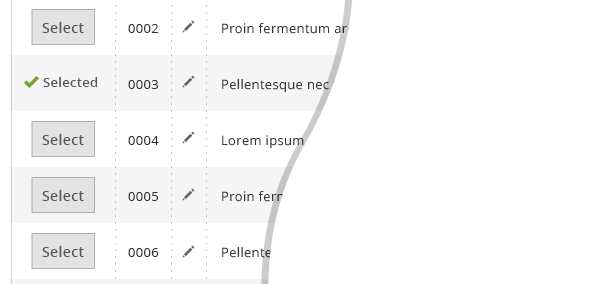 Select 0002 Proin fermentum ar
Selected 0003 Pellentesque nec
Select 0004 Lorem ipsum
Select 0005 Proin ferr
Select 0006 Pellente